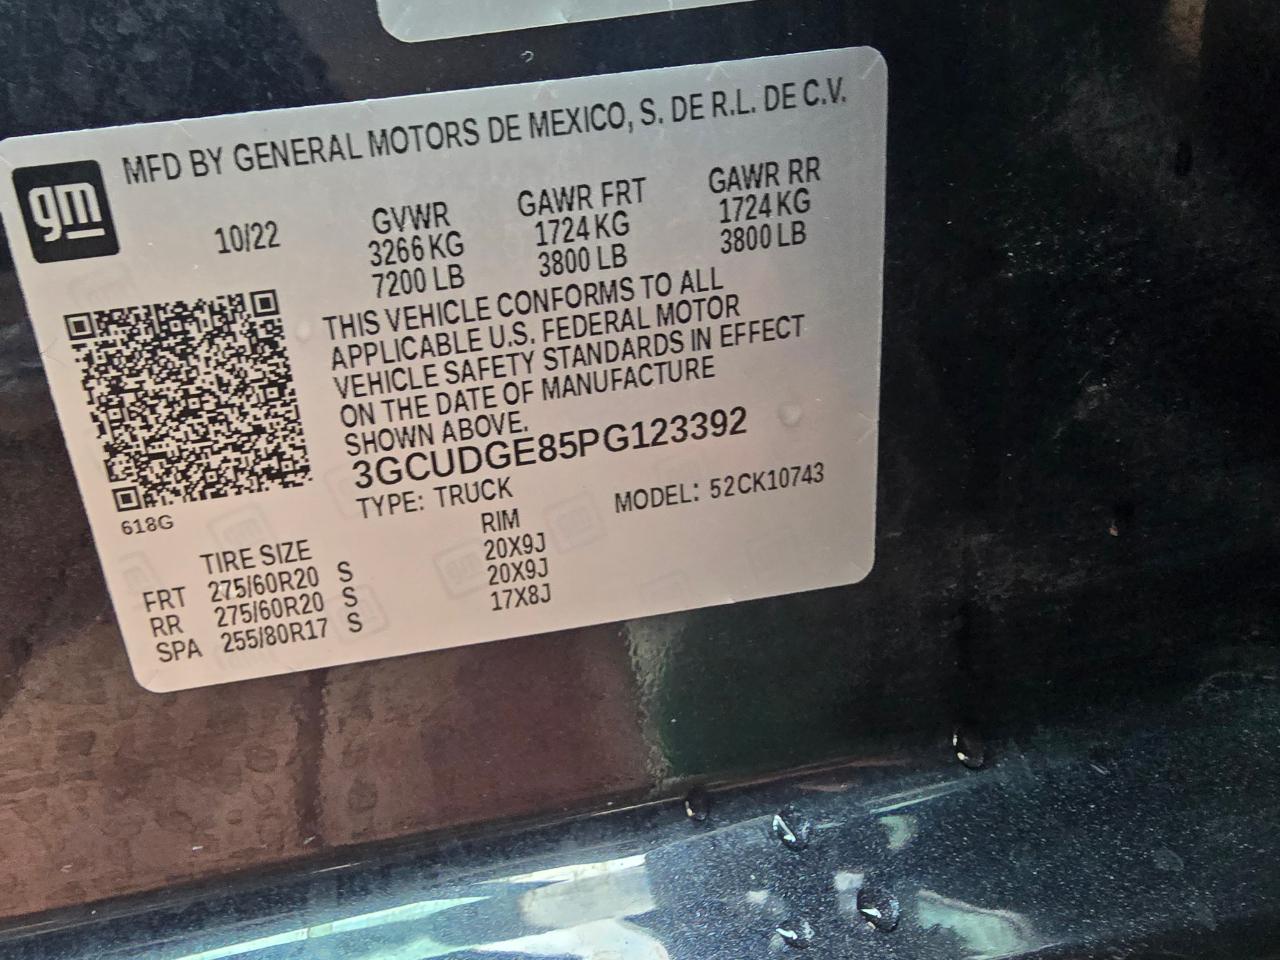 MFD BY GENERAL MOTORS DE MEXICO, S. DE R.L. DE C.V.
gm
10/22
GVWR GAWR FRT GAWR RR
3266 KG 1724 KG 1724 KG
7200 LB 3800 LB 3800 LB
THIS VEHICLE CONFORMS TO ALL
APPLICABLE U.S. FEDERAL MOTOR
VEHICLE SAFETY STANDARDS IN EFFECT
ON THE DATE OF MANUFACTURE
SHOWN ABOVE.
3GCUDGE85PG123392
TYPE: TRUCK MODEL: 52CK10743
618G
TIRE SIZE RIM
FRT 275/60R20 S 20X9J
RR 275/60R20 S 20X9J
SPA 255/80R17 S 17X8J